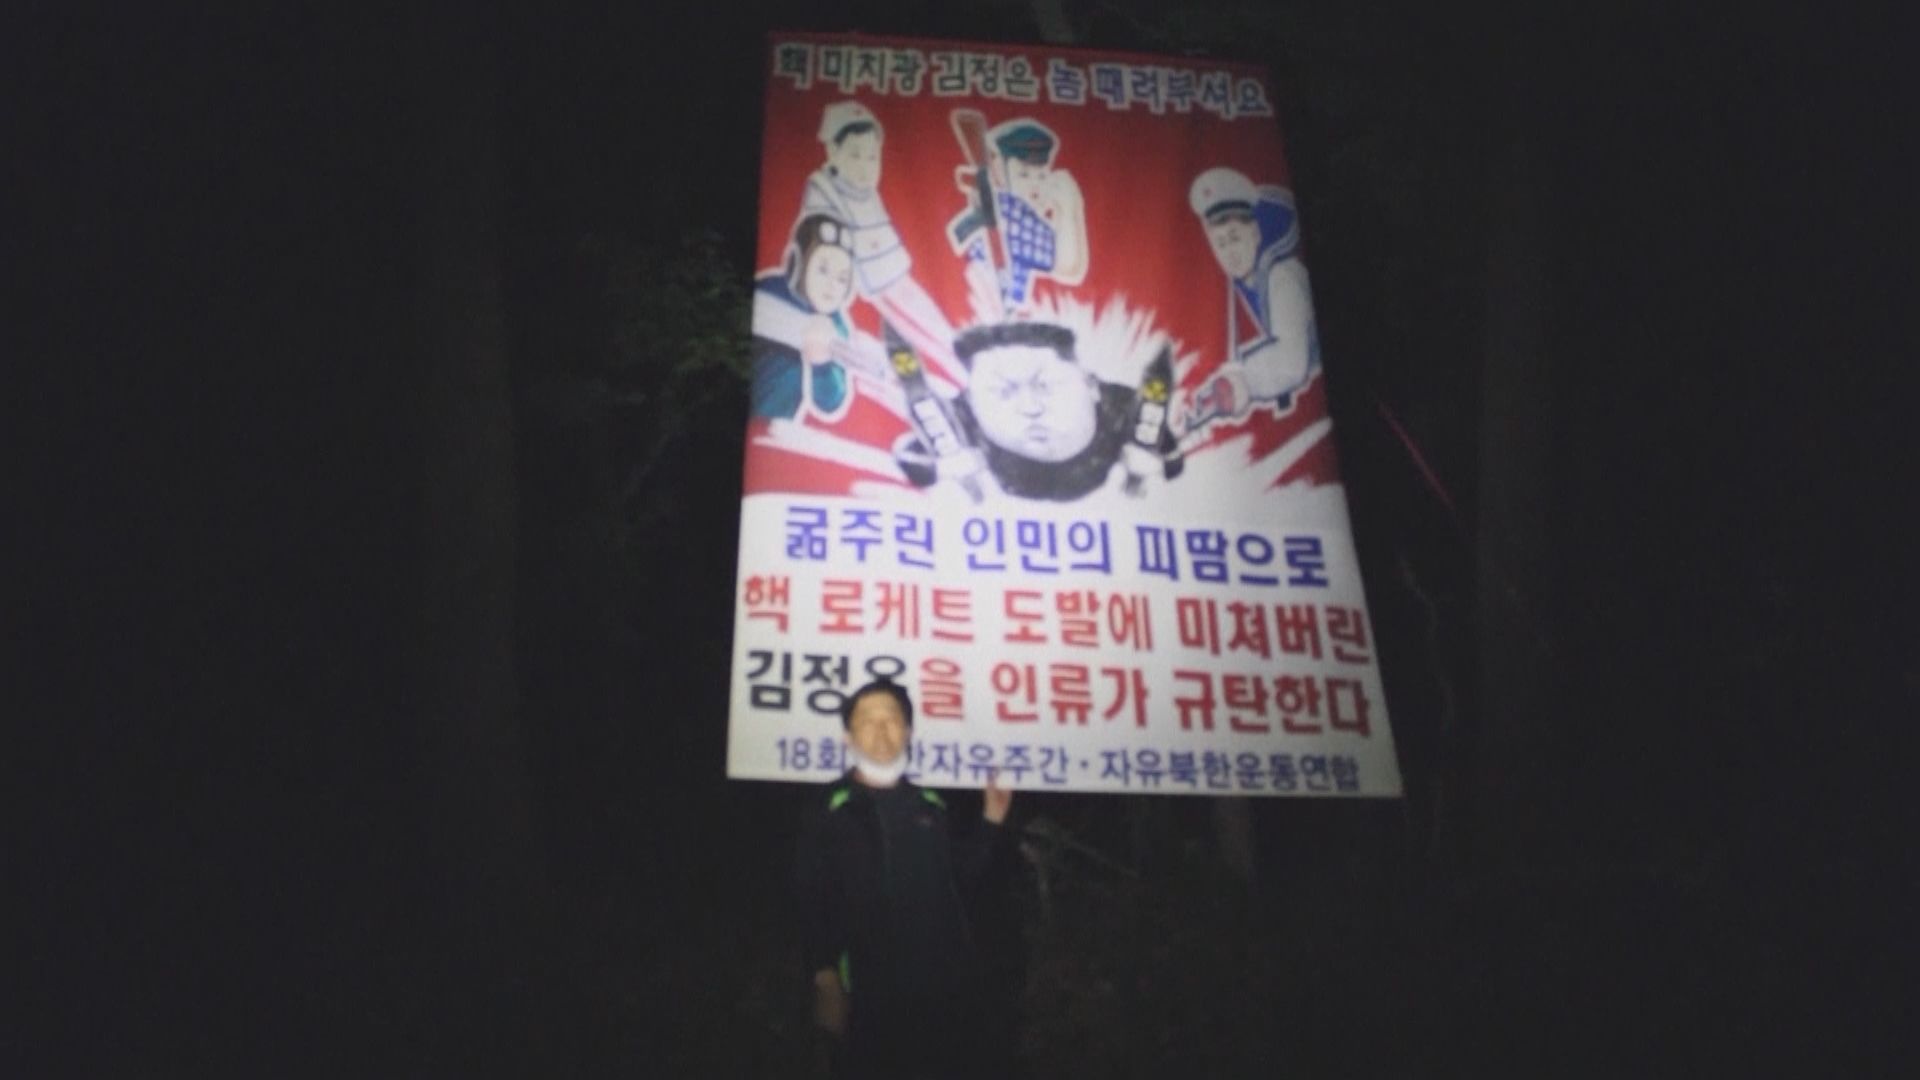 핵 미치광 김정은 놈 때려부셔요
굶주린 인민의 피땀으로
핵 로케트 도발에 미쳐버린
김정은을 인류가 규탄한다
18회 자유주간·자유북한운동연합